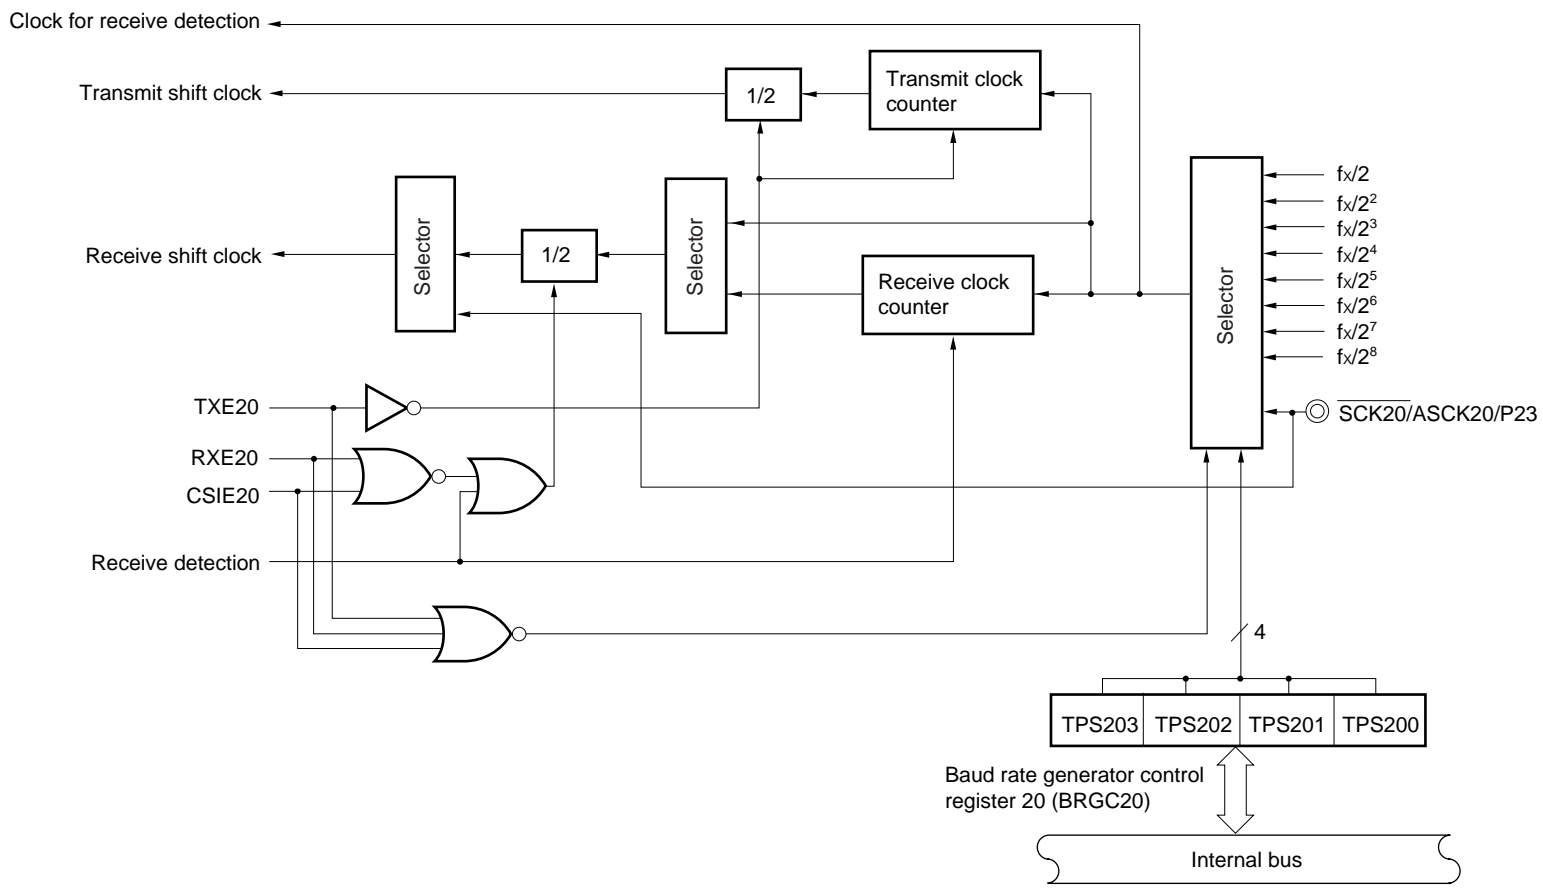 Clock for receive detection
Transmit shift clock
1/2
Transmit clock
counter
Receive shift clock
Selector
1/2
Selector
Receive clock
counter
Selector
fX/2
fX/2²
fX/2³
fX/2⁴
fX/2⁵
fX/2⁶
fX/2⁷
fX/2⁸
S̅C̅K̅2̅0̅/ASCK20/P23
TXE20
RXE20
CSIE20
Receive detection
4
TPS203 TPS202 TPS201 TPS200
Baud rate generator control
register 20 (BRGC20)
Internal bus